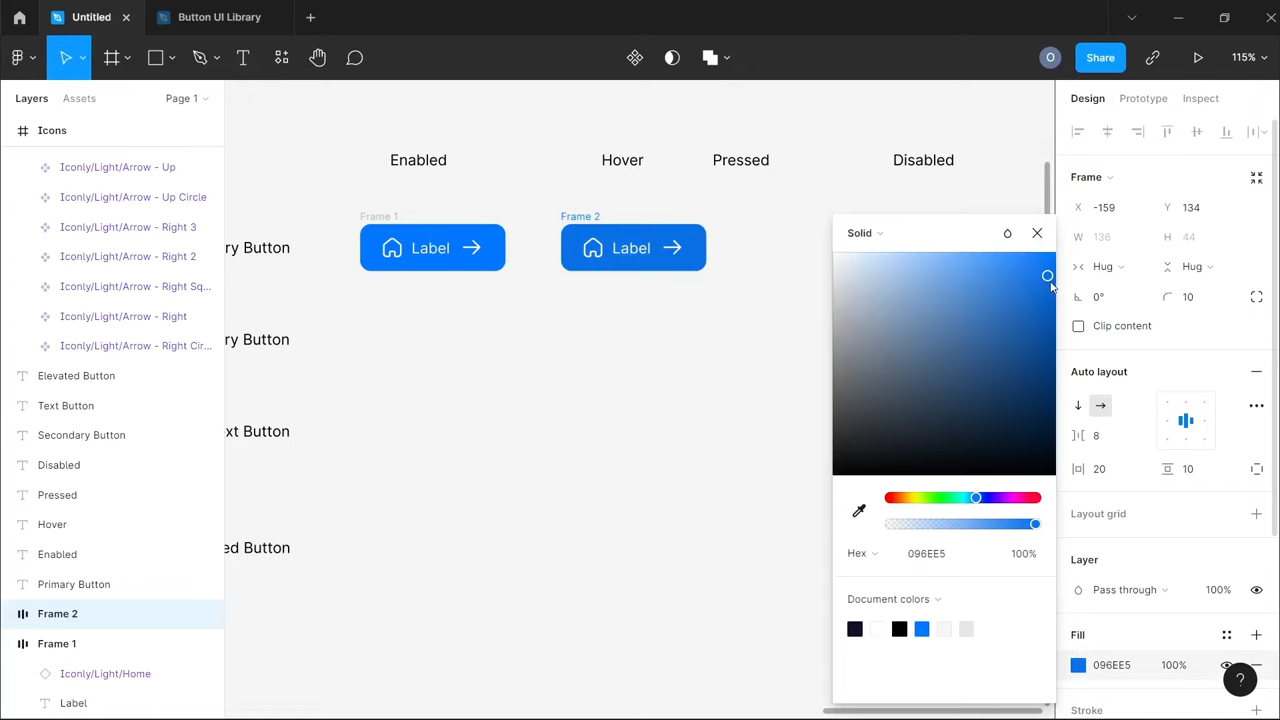 Untitled
Button UI Library
O
Share
115%
Layers
Assets
Page 1
Icons
Iconly/Light/Arrow - Up
Iconly/Light/Arrow - Up Circle
Iconly/Light/Arrow - Right 3
Iconly/Light/Arrow - Right 2
Iconly/Light/Arrow - Right Sq...
Iconly/Light/Arrow - Right
Iconly/Light/Arrow - Right Cir...
Elevated Button
Text Button
Secondary Button
Disabled
Pressed
Hover
Enabled
Primary Button
Frame 2
Frame 1
Iconly/Light/Home
Label
Enabled
Hover
Pressed
Disabled
Frame 1
Frame 2
ry Button
Label
Label
ry Button
xt Button
ed Button
Solid
Hex
096EE5
100%
Document colors
Design
Prototype
Inspect
Frame
X
-159
Y
134
W
136
H
44
Hug
Hug
0°
10
Clip content
Auto layout
8
20
10
Layout grid
Layer
Pass through
100%
Fill
096EE5
100%
?
Stroke